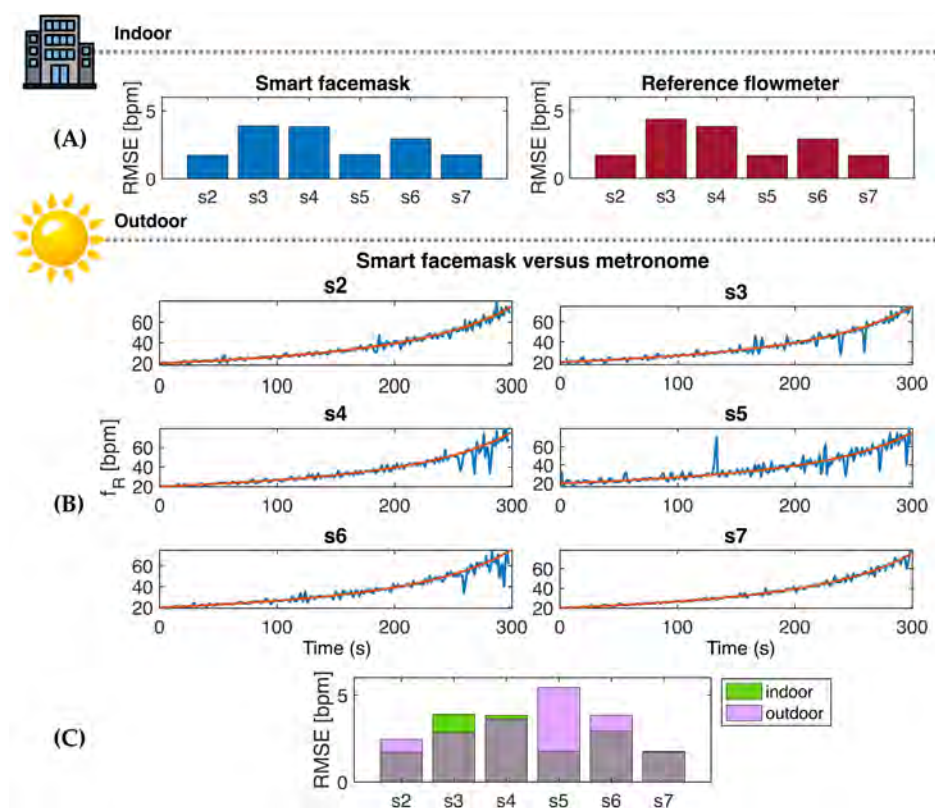 Indoor
Smart facemask
Reference flowmeter
(A)
RMSE [bpm]
5
0
s2 s3 s4 s5 s6 s7
RMSE [bpm]
5
0
s2 s3 s4 s5 s6 s7
Outdoor
Smart facemask versus metronome
(B)
f_R [bpm]
s2
60
40
20
0 100 200 300
s3
60
40
20
0 100 200 300
s4
60
40
20
0 100 200 300
s5
60
40
20
0 100 200 300
s6
60
40
20
0 100 200 300
Time (s)
s7
60
40
20
0 100 200 300
Time (s)
(C)
RMSE [bpm]
5
0
s2 s3 s4 s5 s6 s7
indoor
outdoor